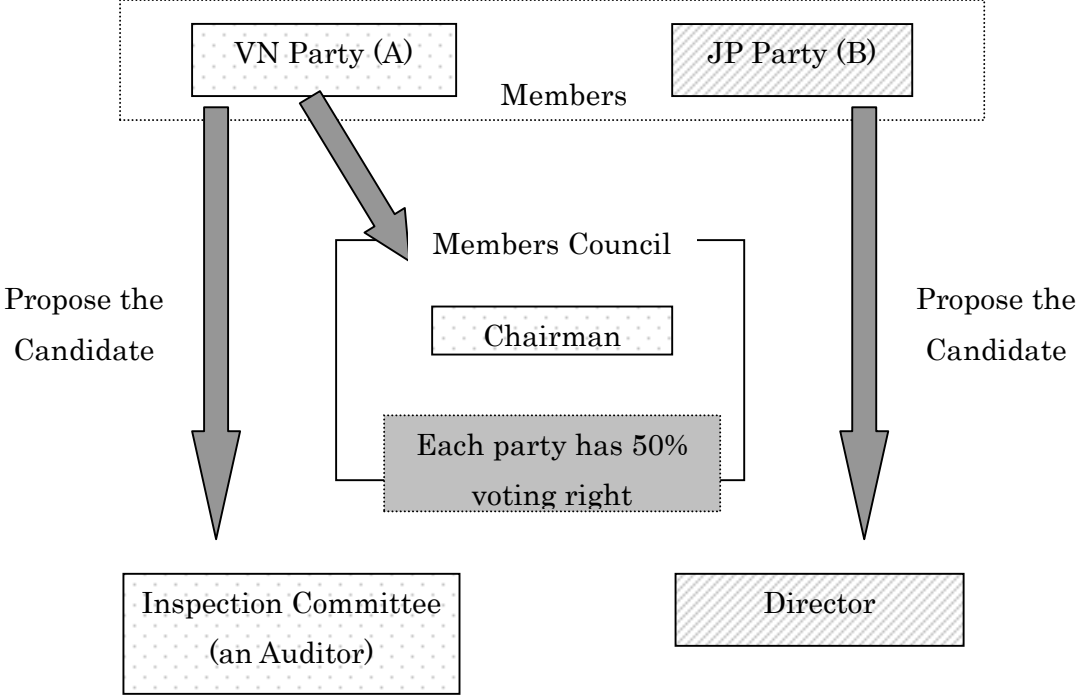 VN Party (A)
JP Party (B)
Members
Members Council
Propose the
Candidate
Chairman
Each party has 50%
voting right
Propose the
Candidate
Inspection Committee
(an Auditor)
Director